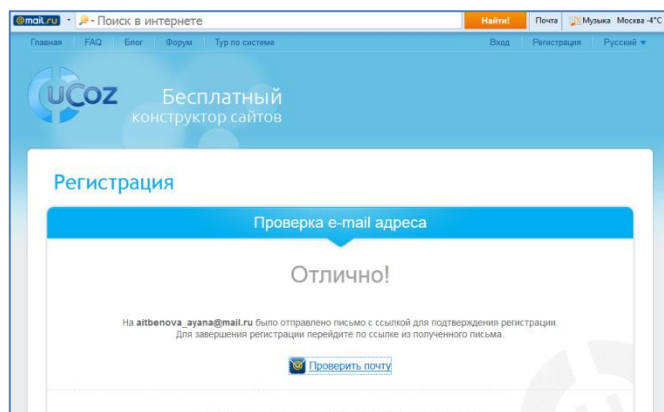 @mail.ru Поиск в интернете Найти! Почта Музыка Москва -4°C
Главная FAQ Блог Форум Тур по системе Вход Регистрация Русский
uCoz Бесплатный
конструктор сайтов
Регистрация
Проверка e-mail адреса
Отлично!
На aitbenova_ayana@mail.ru было отправлено письмо с ссылкой для подтверждения регистрации.
Для завершения регистрации перейдите по ссылке из полученного письма.
Проверить почту